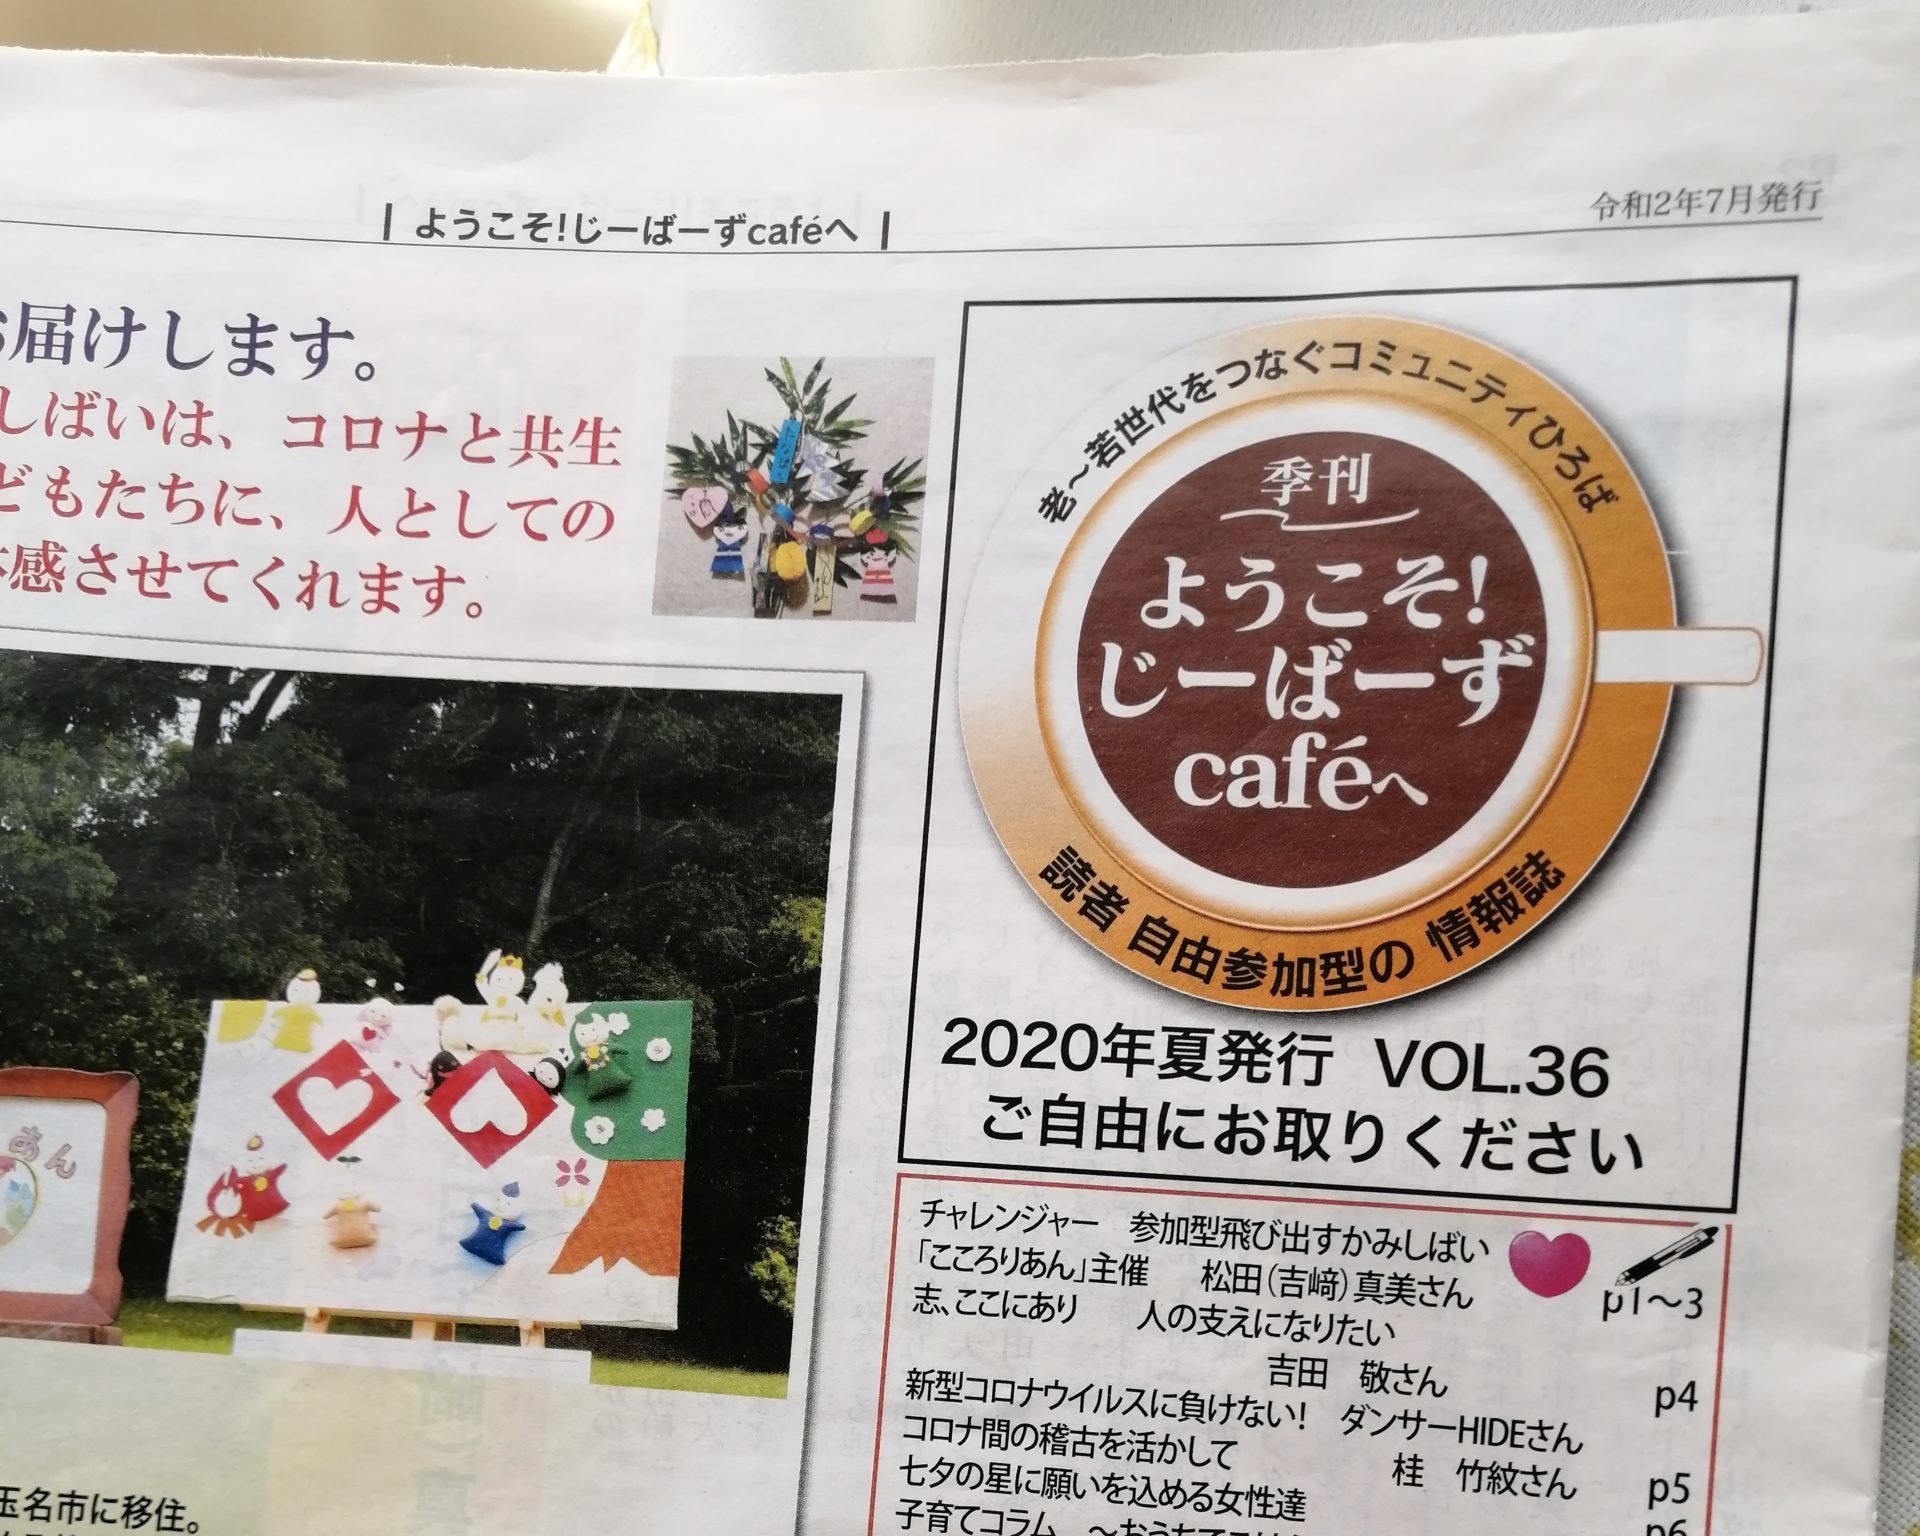 ようこそ!じーばーずcaféへ
令和2年7月発行
お届けします。
しばいは、コロナと共生
どもたちに、人としての
感させてくれます。
老～若世代をつなぐコミュニティひろば
季刊
ようこそ!
じーばーず
caféへ
読者 自由参加型の 情報誌
2020年夏発行 VOL.36
ご自由にお取りください
あん
チャレンジャー 参加型飛び出すかみしばい
「こころりあん」主催 松田(吉﨑)真美さん p1～3
志、ここにあり 人の支えになりたい
吉田 敬さん p4
新型コロナウイルスに負けない! ダンサーHIDEさん
コロナ間の稽古を活かして 桂 竹紋さん p5
七夕の星に願いを込める女性達 p6
子育てコラム
玉名市に移住。